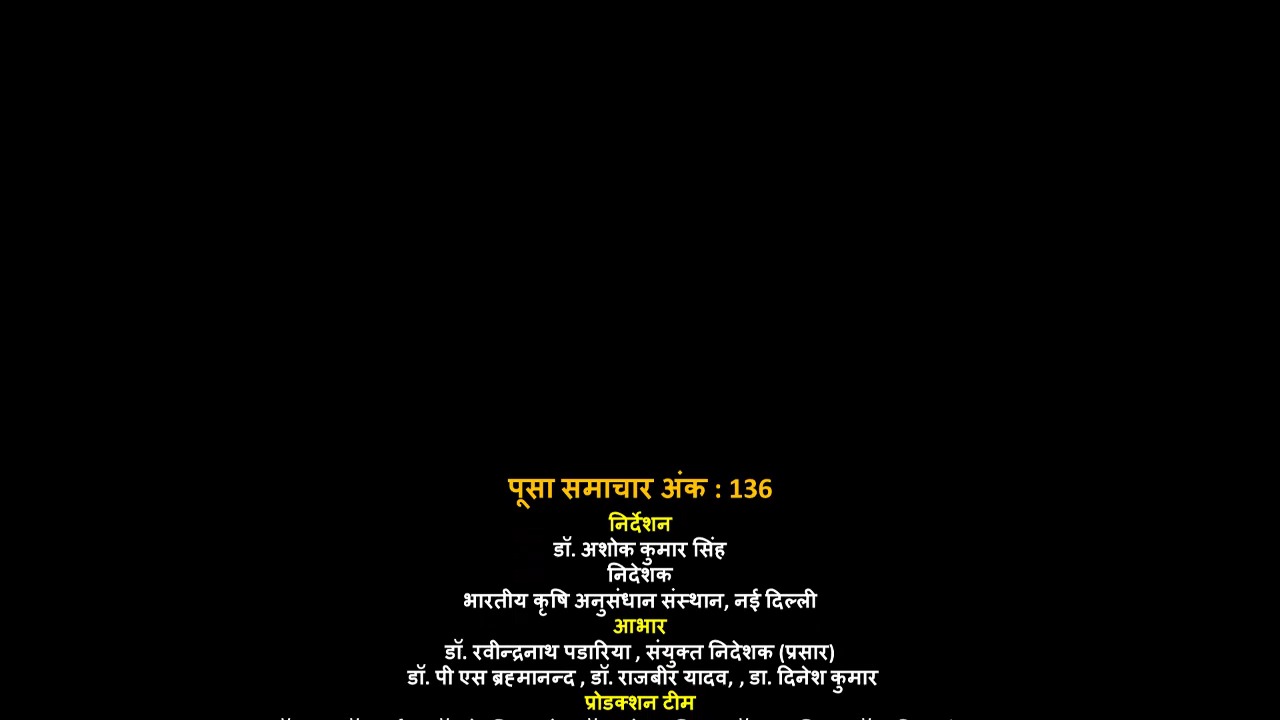 पूसा समाचार अंक : 136
निर्देशन
डॉ. अशोक कुमार सिंह
निदेशक
भारतीय कृषि अनुसंधान संस्थान, नई दिल्ली
आभार
डॉ. रवीन्द्रनाथ पडारिया , संयुक्त निदेशक (प्रसार)
डॉ. पी एस ब्रह्मानन्द , डॉ. राजबीर यादव, , डा. दिनेश कुमार
प्रोडक्शन टीम